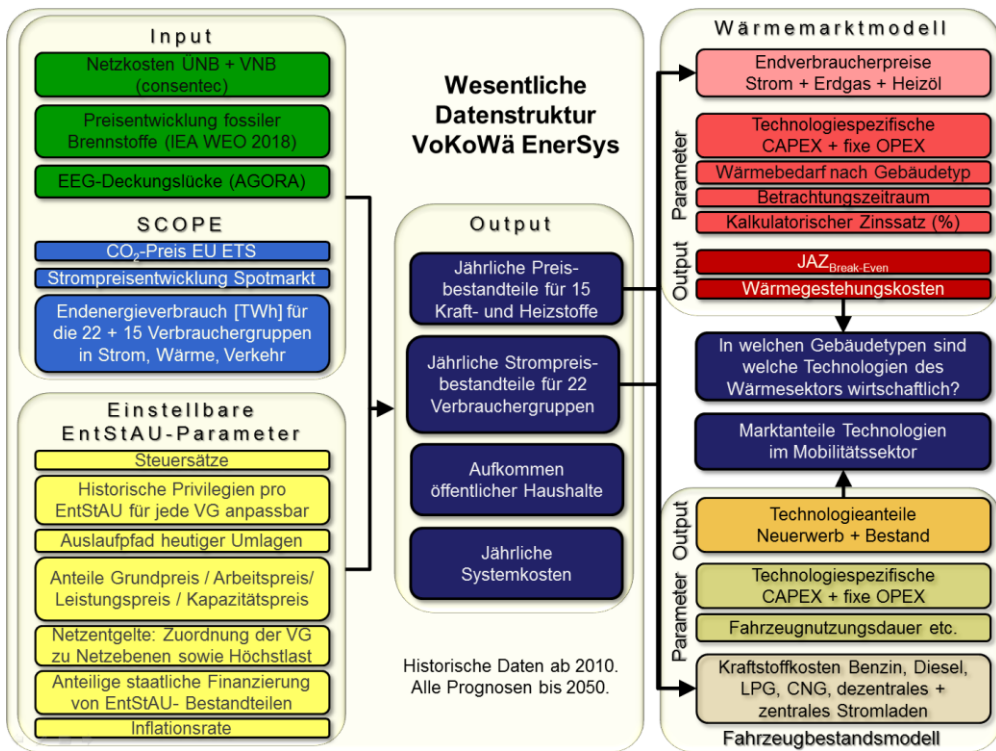 Input
Netzkosten ÜNB + VNB
(consentec)
Preisentwicklung fossiler
Brennstoffe (IEA WEO 2018)
EEG-Deckungslücke (AGORA)
SCOPE
CO₂-Preis EU ETS
Strompreisentwicklung Spotmarkt
Endenergieverbrauch [TWh] für
die 22 + 15 Verbrauchergruppen
in Strom, Wärme, Verkehr
Einstellbare
EntStAU-Parameter
Steuersätze
Historische Privilegien pro
EntStAU für jede VG anpassbar
Auslaufpfad heutiger Umlagen
Anteile Grundpreis / Arbeitspreis/
Leistungspreis / Kapazitätspreis
Netzentgelte: Zuordnung der VG
zu Netzebenen sowie Höchstlast
Anteilige staatliche Finanzierung
von EntStAU- Bestandteilen
Inflationsrate
Wesentliche
Datenstruktur
VoKoWä EnerSys
Output
Jährliche Preis-
bestandteile für 15
Kraft- und Heizstoffe
Jährliche Strompreis-
bestandteile für 22
Verbrauchergruppen
Aufkommen
öffentlicher Haushalte
Jährliche
Systemkosten
Historische Daten ab 2010.
Alle Prognosen bis 2050.
Wärmemarktmodell
Endverbraucherpreise
Strom + Erdgas + Heizöl
Parameter
Technologiespezifische
CAPEX + fixe OPEX
Wärmebedarf nach Gebäudetyp
Betrachtungszeitraum
Kalkulatorischer Zinssatz (%)
Output
JAZBreak-Even
Wärmegestehungskosten
In welchen Gebäudetypen sind
welche Technologien des
Wärmesektors wirtschaftlich?
Marktanteile Technologien
im Mobilitätssektor
Output
Technologieanteile
Neuerwerb + Bestand
Parameter
Technologiespezifische
CAPEX + fixe OPEX
Fahrzeugnutzungsdauer etc.
Kraftstoffkosten Benzin, Diesel,
LPG, CNG, dezentrales +
zentrales Stromladen
Fahrzeugbestandsmodell